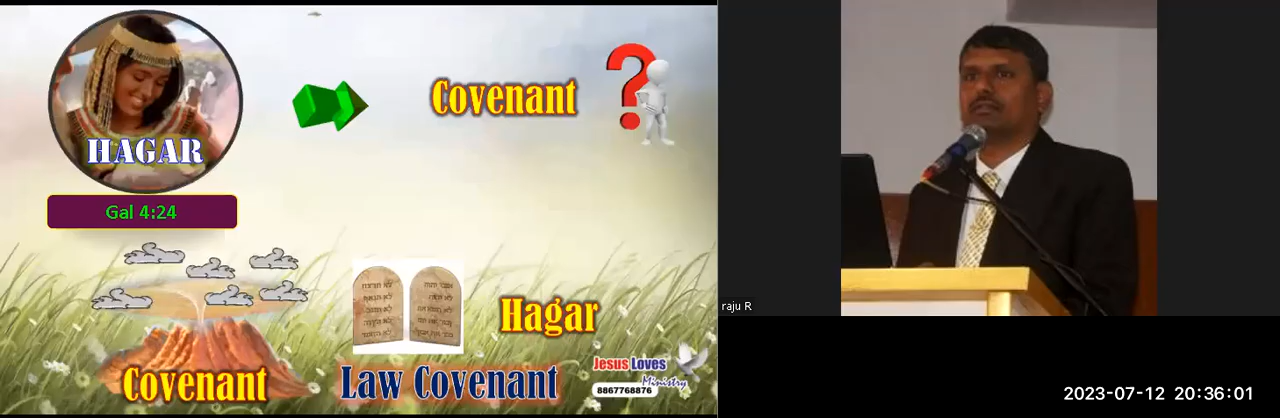 Covenant
HAGAR
Gal 4:24
Hagar
Covenant
Law Covenant
Jesus Loves
Ministry
8867768876
raju R
2023-07-12 20:36:01